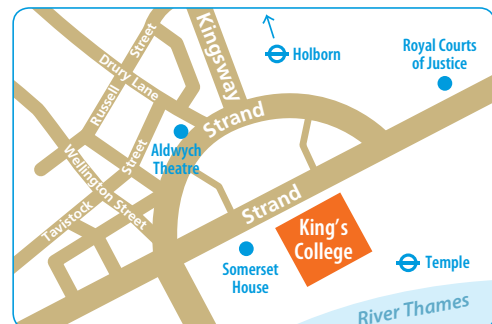 Street
Kingsway
Holborn
Royal Courts
of Justice
Drury Lane
Russell
Strand
Street
Aldwych
Theatre
Wellington Street
Tavistock
Strand
King's
College
Somerset
House
Temple
River Thames